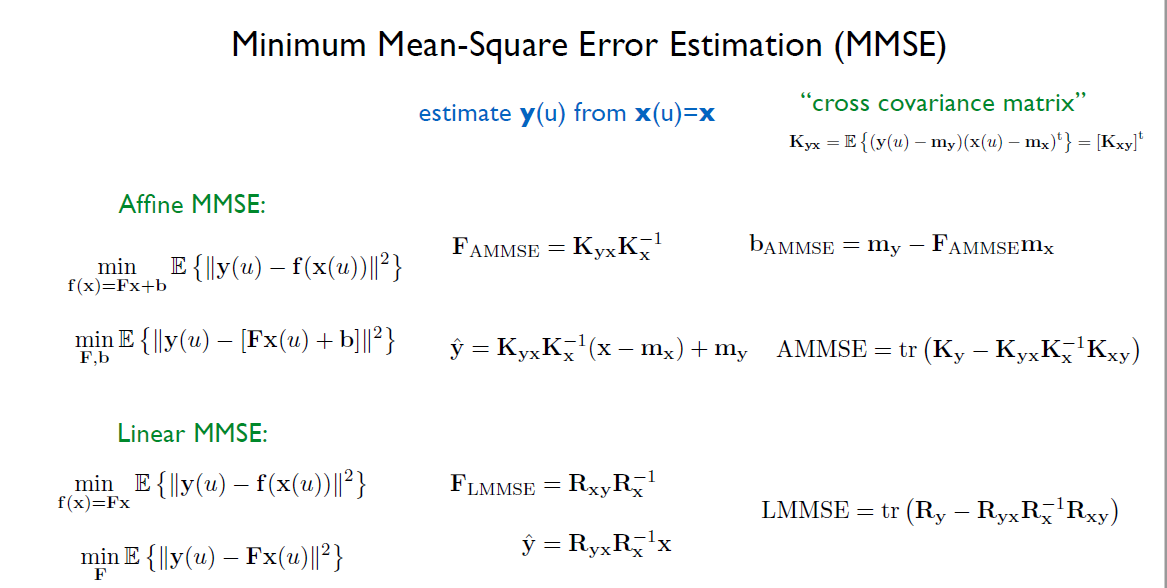 Minimum Mean-Square Error Estimation (MMSE)
estimate y(u) from x(u)=x
“cross covariance matrix”
K_yx = 𝔼 {(y(u) − m_y)(x(u) − m_x)^t} = [K_xy]^t
Affine MMSE:
min_{f(x)=Fx+b} 𝔼 {‖y(u) − f(x(u))‖²}
F_AMMSE = K_yx K_x^{−1}
b_AMMSE = m_y − F_AMMSE m_x
min_{F,b} 𝔼 {‖y(u) − [Fx(u) + b]‖²}
ŷ = K_yx K_x^{−1}(x − m_x) + m_y
AMMSE = tr (K_y − K_yx K_x^{−1} K_xy)
Linear MMSE:
min_{f(x)=Fx} 𝔼 {‖y(u) − f(x(u))‖²}
F_LMMSE = R_xy R_x^{−1}
LMMSE = tr (R_y − R_yx R_x^{−1} R_xy)
min_F 𝔼 {‖y(u) − Fx(u)‖²}
ŷ = R_yx R_x^{−1} x